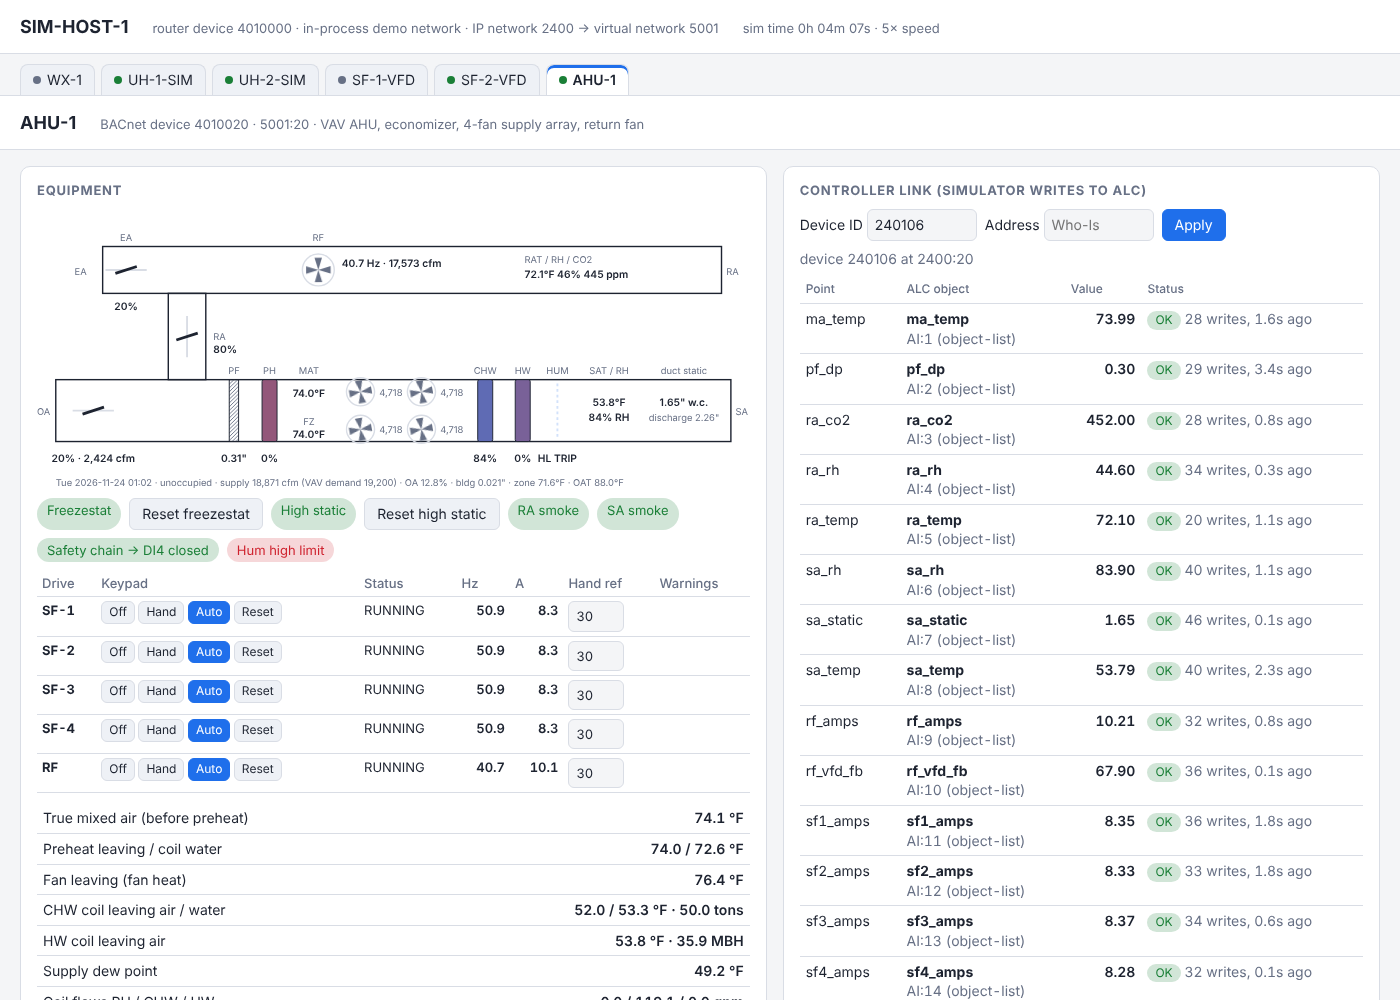 SIM-HOST-1 router device 4010000 · in-process demo network · IP network 2400 → virtual network 5001 sim time 0h 04m 07s · 5× speed
WX-1 UH-1-SIM UH-2-SIM SF-1-VFD SF-2-VFD AHU-1
AHU-1 BACnet device 4010020 · 5001:20 · VAV AHU, economizer, 4-fan supply array, return fan
EQUIPMENT
EA RF
EA 40.7 Hz · 17,573 cfm RAT / RH / CO2 RA
72.1°F 46% 445 ppm
20%
RA
80%
PF PH MAT CHW HW HUM SAT / RH duct static
74.0°F 4,718 4,718
53.8°F 1.65" w.c.
OA SA
84% RH discharge 2.26"
FZ
74.0°F 4,718 4,718
20% · 2,424 cfm 0.31" 0% 84% 0% HL TRIP
Tue 2026-11-24 01:02 · unoccupied · supply 18,871 cfm (VAV demand 19,200) · OA 12.8% · bldg 0.021" · zone 71.6°F · OAT 88.0°F
Freezestat Reset freezestat High static Reset high static RA smoke SA smoke
Safety chain → DI4 closed Hum high limit
Drive Keypad Status Hz A Hand ref Warnings
SF-1 Off Hand Auto Reset RUNNING 50.9 8.3 30
SF-2 Off Hand Auto Reset RUNNING 50.9 8.3 30
SF-3 Off Hand Auto Reset RUNNING 50.9 8.3 30
SF-4 Off Hand Auto Reset RUNNING 50.9 8.3 30
RF Off Hand Auto Reset RUNNING 40.7 10.1 30
True mixed air (before preheat) 74.1 °F
Preheat leaving / coil water 74.0 / 72.6 °F
Fan leaving (fan heat) 76.4 °F
CHW coil leaving air / water 52.0 / 53.3 °F · 50.0 tons
HW coil leaving air 53.8 °F · 35.9 MBH
Supply dew point 49.2 °F
CONTROLLER LINK (SIMULATOR WRITES TO ALC)
Device ID 240106 Address Who-Is Apply
device 240106 at 2400:20
Point ALC object Value Status
ma_temp ma_temp 73.99 OK 28 writes, 1.6s ago
AI:1 (object-list)
pf_dp pf_dp 0.30 OK 29 writes, 3.4s ago
AI:2 (object-list)
ra_co2 ra_co2 452.00 OK 28 writes, 0.8s ago
AI:3 (object-list)
ra_rh ra_rh 44.60 OK 34 writes, 0.3s ago
AI:4 (object-list)
ra_temp ra_temp 72.10 OK 20 writes, 1.1s ago
AI:5 (object-list)
sa_rh sa_rh 83.90 OK 40 writes, 1.1s ago
AI:6 (object-list)
sa_static sa_static 1.65 OK 46 writes, 0.1s ago
AI:7 (object-list)
sa_temp sa_temp 53.79 OK 40 writes, 2.3s ago
AI:8 (object-list)
rf_amps rf_amps 10.21 OK 32 writes, 0.8s ago
AI:9 (object-list)
rf_vfd_fb rf_vfd_fb 67.90 OK 36 writes, 0.1s ago
AI:10 (object-list)
sf1_amps sf1_amps 8.35 OK 36 writes, 1.8s ago
AI:11 (object-list)
sf2_amps sf2_amps 8.33 OK 33 writes, 1.8s ago
AI:12 (object-list)
sf3_amps sf3_amps 8.37 OK 34 writes, 0.6s ago
AI:13 (object-list)
sf4_amps sf4_amps 8.28 OK 32 writes, 0.1s ago
AI:14 (object-list)